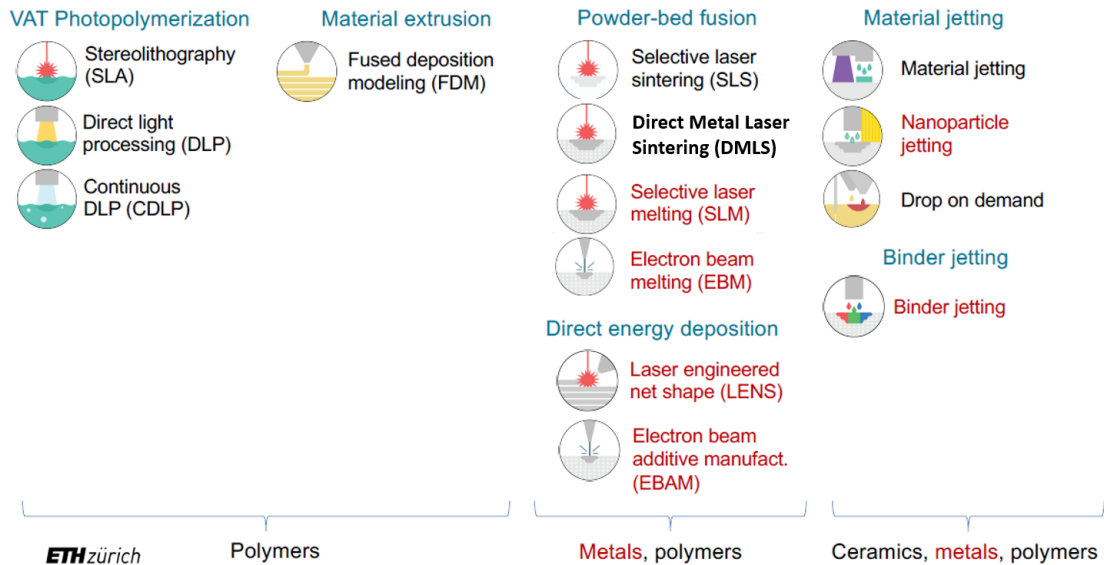 VAT Photopolymerization
Stereolithography
(SLA)
Direct light
processing (DLP)
Continuous
DLP (CDLP)
Material extrusion
Fused deposition
modeling (FDM)
Powder-bed fusion
Selective laser
sintering (SLS)
Direct Metal Laser
Sintering (DMLS)
Selective laser
melting (SLM)
Electron beam
melting (EBM)
Direct energy deposition
Laser engineered
net shape (LENS)
Electron beam
additive manufact.
(EBAM)
Material jetting
Material jetting
Nanoparticle
jetting
Drop on demand
Binder jetting
Binder jetting
ETH zürich
Polymers
Metals, polymers
Ceramics, metals, polymers